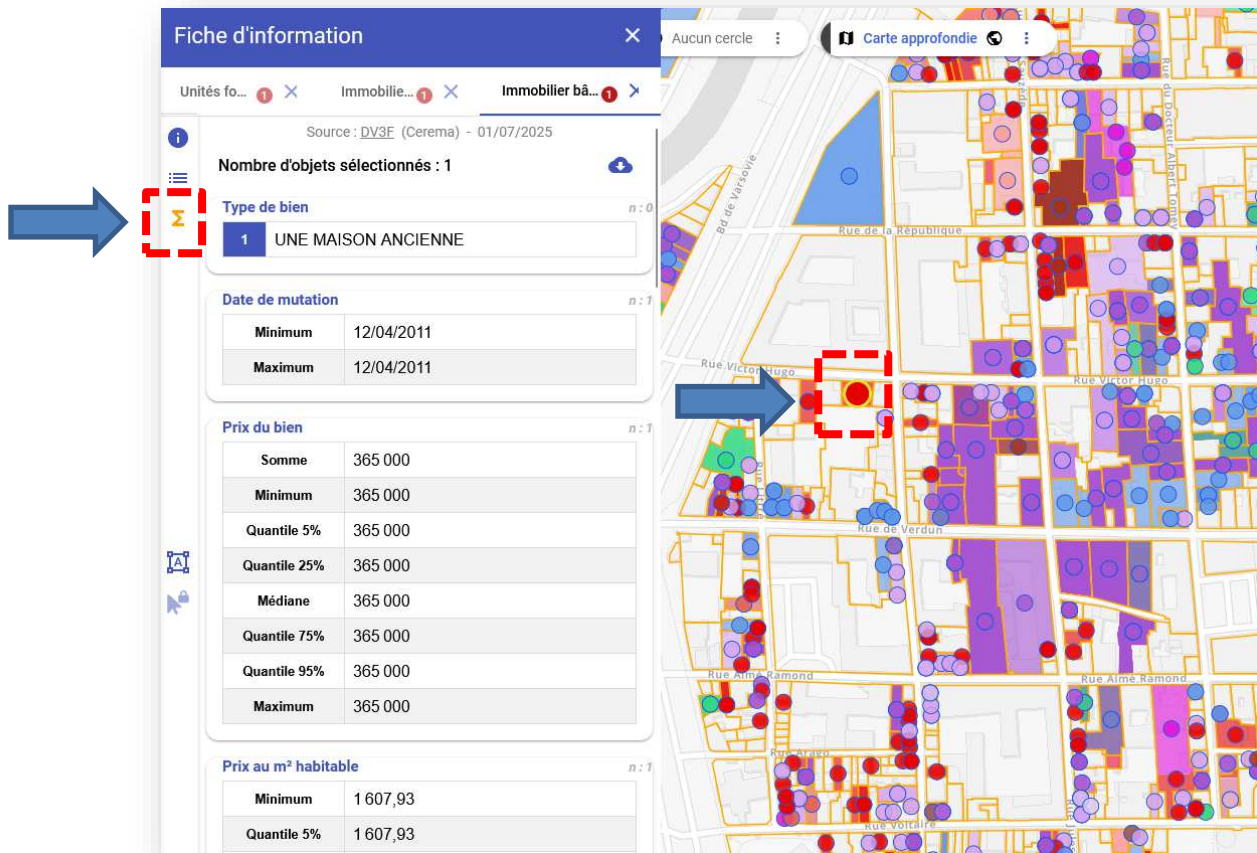 Fiche d'information
Unités fo... 1
Immobilie... 1
Immobilier bâ... 1
Source : DV3F (Cerema) - 01/07/2025
Nombre d'objets sélectionnés : 1
Type de bien
n : 0
1 UNE MAISON ANCIENNE
Date de mutation
n : 1
Minimum 12/04/2011
Maximum 12/04/2011
Prix du bien
n : 1
Somme 365 000
Minimum 365 000
Quantile 5% 365 000
Quantile 25% 365 000
Médiane 365 000
Quantile 75% 365 000
Quantile 95% 365 000
Maximum 365 000
Prix au m² habitable
n : 1
Minimum 1 607,93
Quantile 5% 1 607,93
Aucun cercle
Carte approfondie
Rue du Docteur Albert Tomey
Bd de Varsovie
Rue de la République
Rue Victor Hugo
Rue Victor Hugo
Rue Littré
Rue de Verdun
Rue Aimé Ramond
Rue Aimé Ramond
Rue Arago
Rue Voltaire